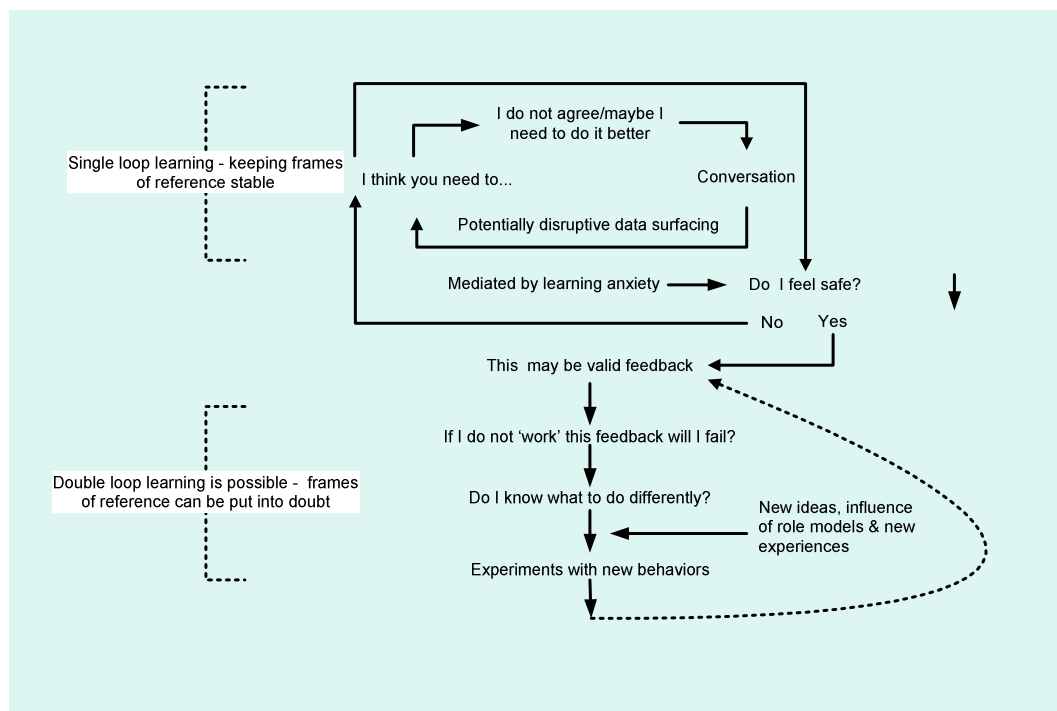 I do not agree/maybe I
need to do it better
Single loop learning - keeping frames
of reference stable
I think you need to...
Conversation
Potentially disruptive data surfacing
Mediated by learning anxiety
Do  I feel safe?
No
Yes
This  may be valid feedback
If I do not ‘work’ this feedback will I fail?
Double loop learning is possible -  frames
of reference can be put into doubt
Do I know what to do differently?
New ideas, influence
of role models & new
experiences
Experiments with new behaviors